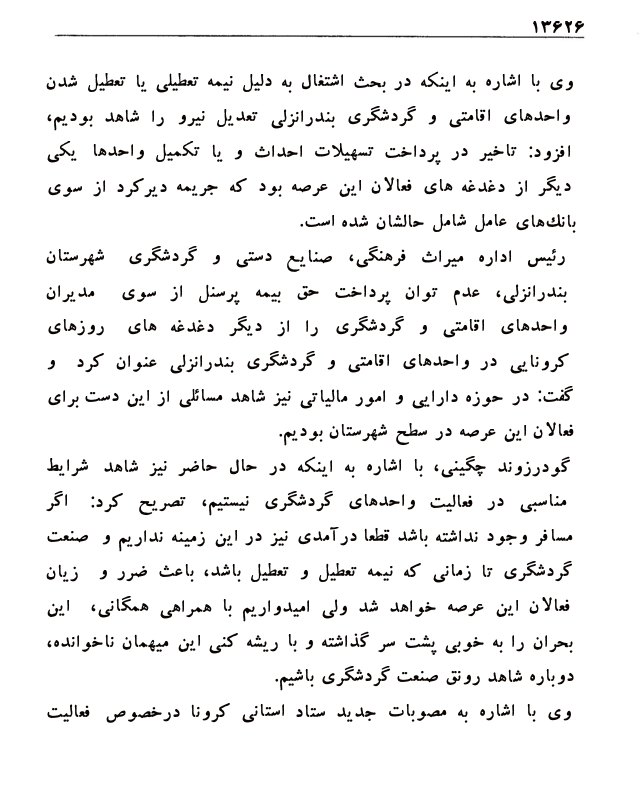 ۱۳۶۲۶
وی با اشاره به اینکه در بحث اشتغال به دلیل نیمه تعطیلی یا تعطیل شدن
واحدهای اقامتی و گردشگری بندرانزلی تعدیل نیرو را شاهد بودیم،
افزود: تاخیر در پرداخت تسهیلات احداث و یا تکمیل واحدها یکی
دیگر از دغدغه های فعالان این عرصه بود که جریمه دیرکرد از سوی
بانك‌های عامل شامل حالشان شده است.
رئیس اداره میراث فرهنگی، صنایع دستی و گردشگری شهرستان
بندرانزلی، عدم توان پرداخت حق بیمه پرسنل از سوی مدیران
واحدهای اقامتی و گردشگری را از دیگر دغدغه های روزهای
کرونایی در واحدهای اقامتی و گردشگری بندرانزلی عنوان کرد و
گفت: در حوزه دارایی و امور مالیاتی نیز شاهد مسائلی از این دست برای
فعالان این عرصه در سطح شهرستان بودیم.
گودرزوند چگینی، با اشاره به اینکه در حال حاضر نیز شاهد شرایط
مناسبی در فعالیت واحدهای گردشگری نیستیم، تصریح کرد: اگر
مسافر وجود نداشته باشد قطعا درآمدی نیز در این زمینه نداریم و صنعت
گردشگری تا زمانی که نیمه تعطیل و تعطیل باشد، باعث ضرر و زیان
فعالان این عرصه خواهد شد ولی امیدواریم با همراهی همگانی، این
بحران را به خوبی پشت سر گذاشته و با ریشه کنی این میهمان ناخوانده،
دوباره شاهد رونق صنعت گردشگری باشیم.
وی با اشاره به مصوبات جدید ستاد استانی کرونا درخصوص فعالیت